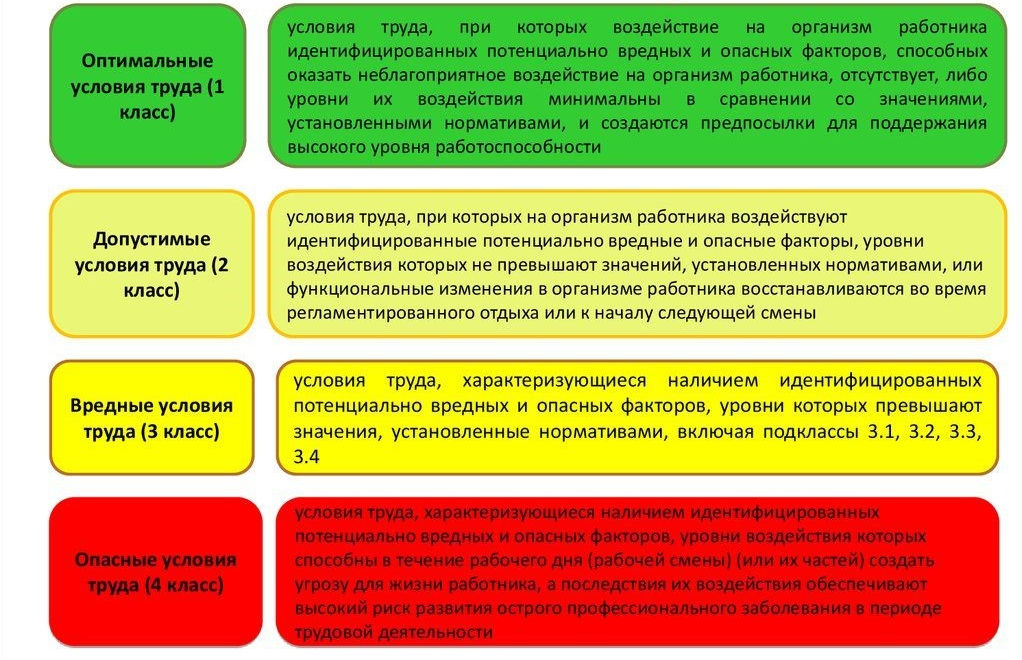 Оптимальные
условия труда (1
класс)
условия труда, при которых воздействие на организм работника
идентифицированных потенциально вредных и опасных факторов, способных
оказать неблагоприятное воздействие на организм работника, отсутствует, либо
уровни их воздействия минимальны в сравнении со значениями,
установленными нормативами, и создаются предпосылки для поддержания
высокого уровня работоспособности
Допустимые
условия труда (2
класс)
условия труда, при которых на организм работника воздействуют
идентифицированные потенциально вредные и опасные факторы, уровни
воздействия которых не превышают значений, установленных нормативами, или
функциональные изменения в организме работника восстанавливаются во время
регламентированного отдыха или к началу следующей смены
Вредные условия
труда (3 класс)
условия труда, характеризующиеся наличием идентифицированных
потенциально вредных и опасных факторов, уровни которых превышают
значения, установленные нормативами, включая подклассы 3.1, 3.2, 3.3,
3.4
Опасные условия
труда (4 класс)
условия труда, характеризующиеся наличием идентифицированных
потенциально вредных и опасных факторов, уровни воздействия которых
способны в течение рабочего дня (рабочей смены) (или их частей) создать
угрозу для жизни работника, а последствия их воздействия обеспечивают
высокий риск развития острого профессионального заболевания в периоде
трудовой деятельности